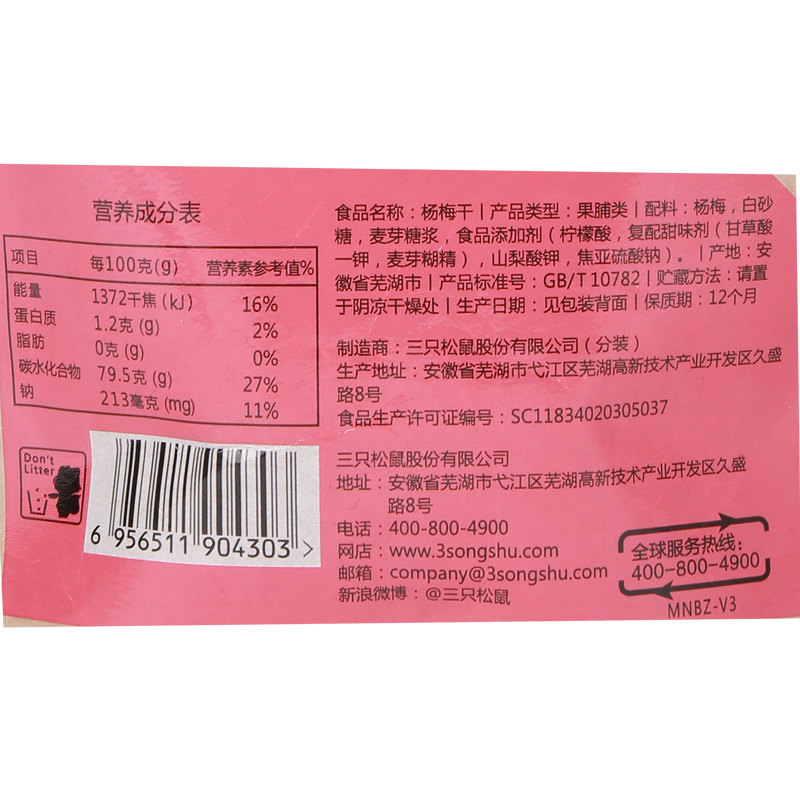 营养成分表
项目 每100克(g) 营养素参考值%
能量 1372千焦(kJ) 16%
蛋白质 1.2克(g) 2%
脂肪 0克(g) 0%
碳水化合物 79.5克(g) 27%
钠 213毫克(mg) 11%
Don't
Litter
6 956511 904303 >
食品名称：杨梅干丨产品类型：果脯类丨配料：杨梅，白砂
糖，麦芽糖浆，食品添加剂（柠檬酸，复配甜味剂（甘草酸
一钾，麦芽糊精），山梨酸钾，焦亚硫酸钠）。丨产地：安
徽省芜湖市丨产品标准号：GB/T 10782丨贮藏方法：请置
于阴凉干燥处丨生产日期：见包装背面丨保质期：12个月
制造商：三只松鼠股份有限公司（分装）
生产地址：安徽省芜湖市弋江区芜湖高新技术产业开发区久盛
路8号
食品生产许可证编号：SC11834020305037
三只松鼠股份有限公司
地址：安徽省芜湖市弋江区芜湖高新技术产业开发区久盛
路8号
电话：400-800-4900
网店：www.3songshu.com
邮箱：company@3songshu.com
新浪微博：@三只松鼠
全球服务热线：
400-800-4900
MNBZ-V3